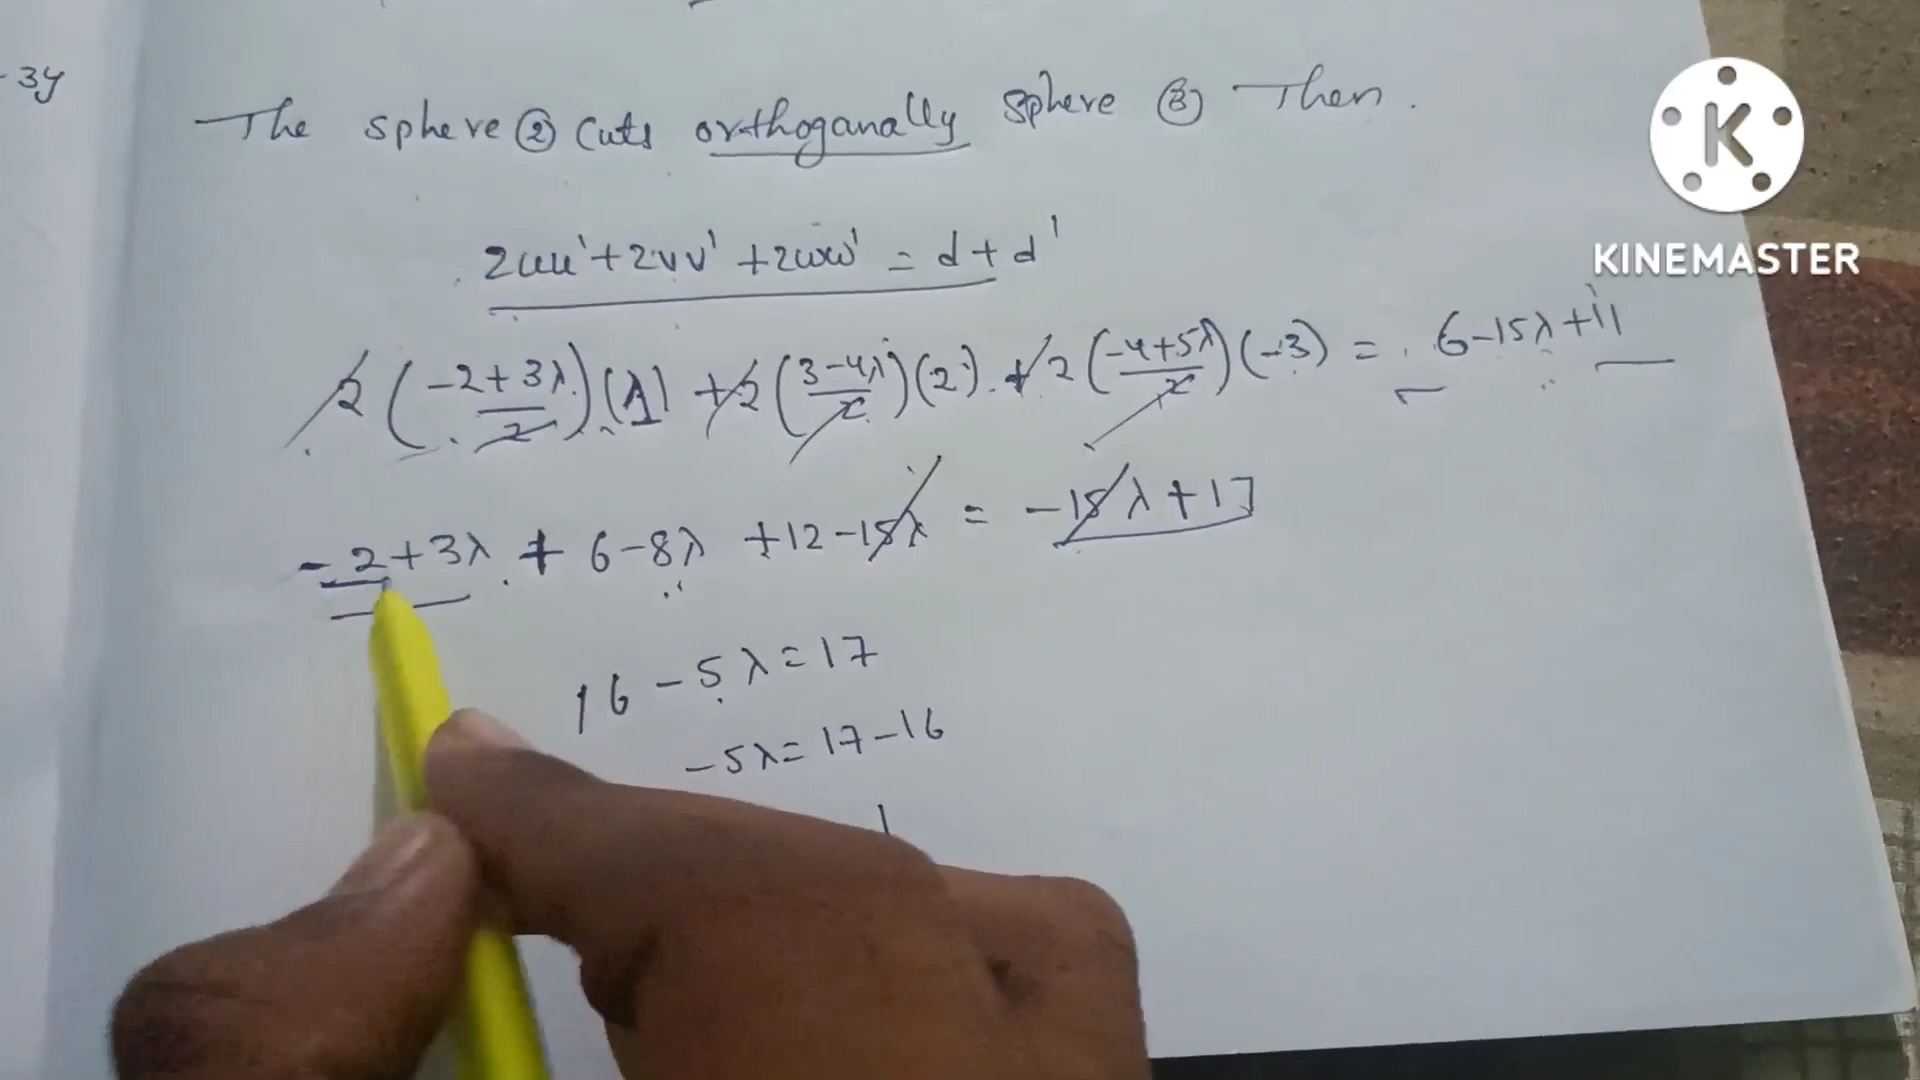 - 3y
The sphere ② cuts orthoganally sphere ③ Then.
2uu' + 2vv' + 2ww' = d + d'
2(-2+3λ/2)(1) + 2(3-4λ/2)(2) + 2(-4+5λ/2)(-3) = 6-15λ+11
-2+3λ + 6-8λ +12-15λ = -15λ+17
16 - 5λ = 17
-5λ = 17-16
1
K
KINEMASTER